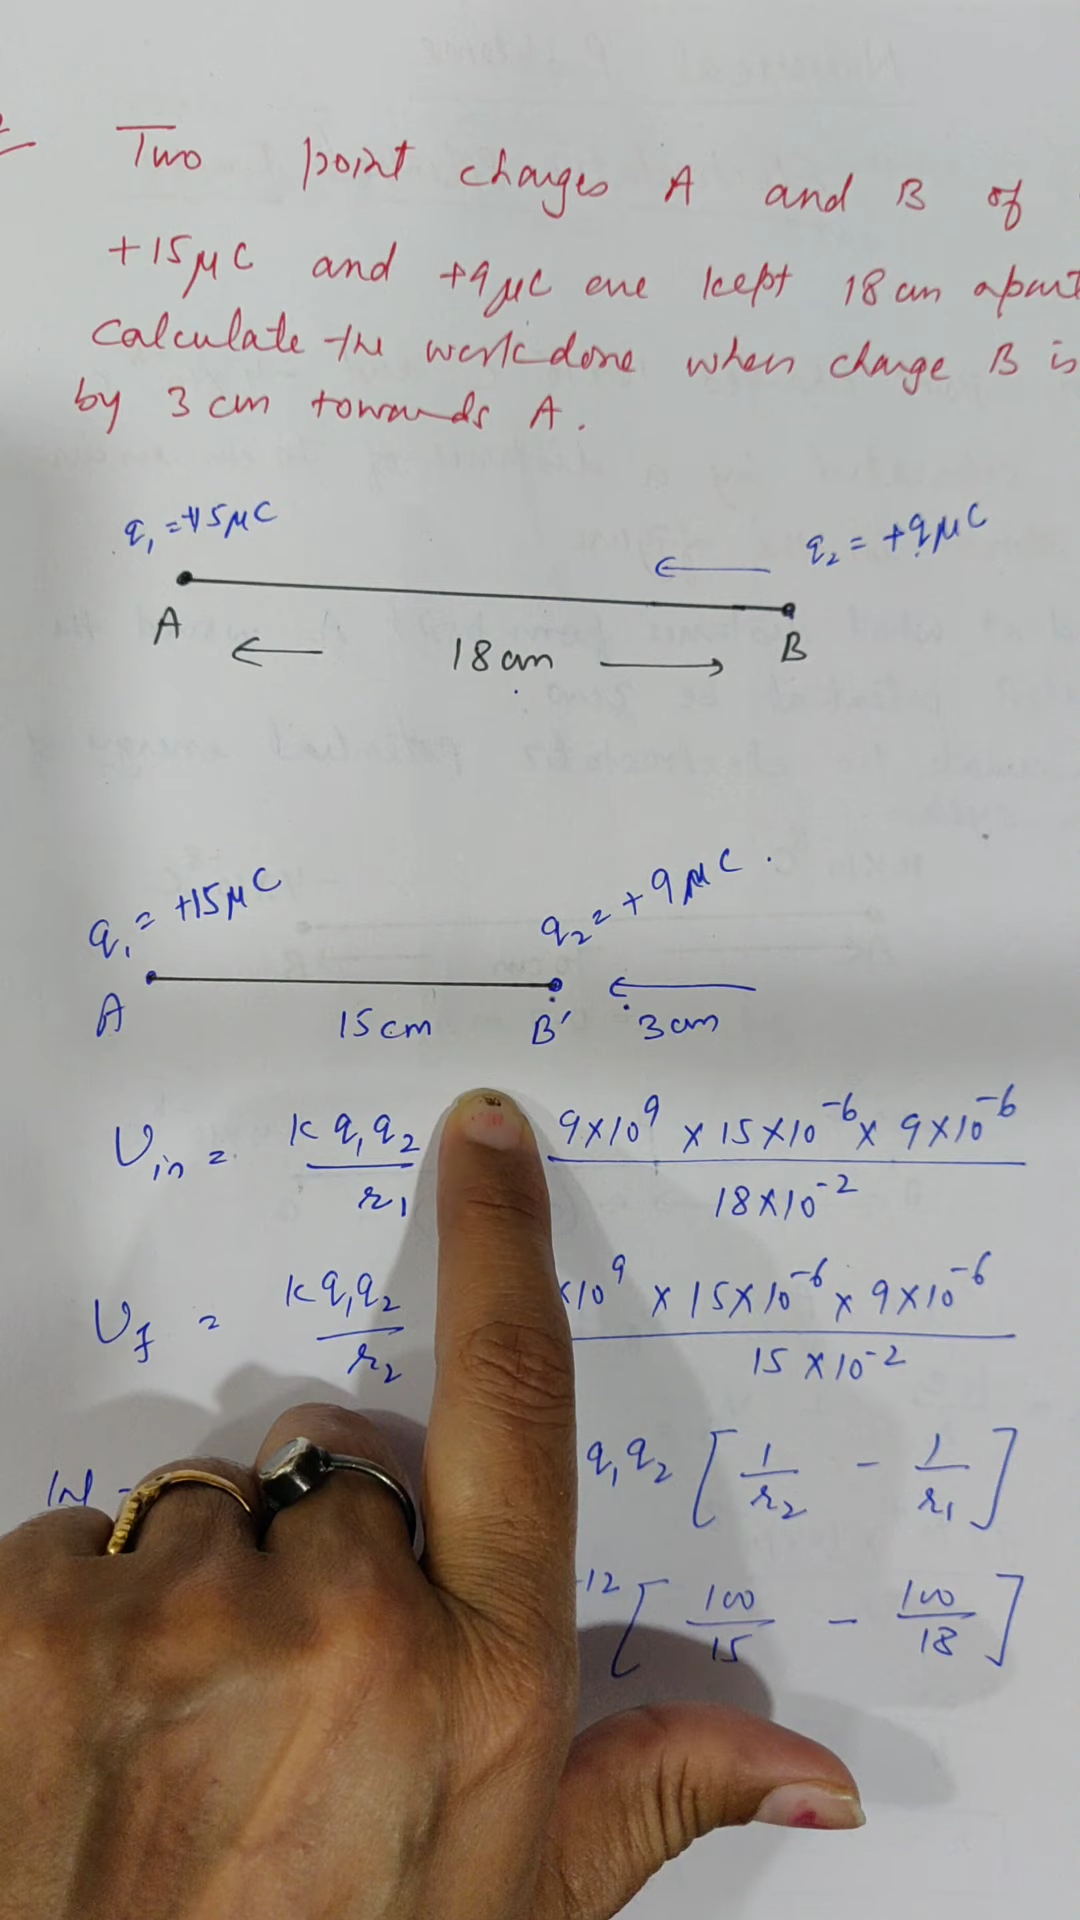 Two point charges A and B of
+15μC and +9μC are kept 18 cm apart
Calculate the workdone when charge B is
by 3 cm towards A.
q₁ = +15μC
q₂ = +9μC
A
18 cm
B
q₁ = +15μC
q₂ = +9μC
A
15 cm
B'
3 cm
U_in = kq₁q₂/r₁ 9×10⁹ × 15×10⁻⁶ × 9×10⁻⁶ / 18×10⁻²
U_f = kq₁q₂/r₂ ×10⁹ × 15×10⁻⁶ × 9×10⁻⁶ / 15×10⁻²
q₁q₂ [1/r₂ - 1/r₁]
-12 [100/15 - 100/18]